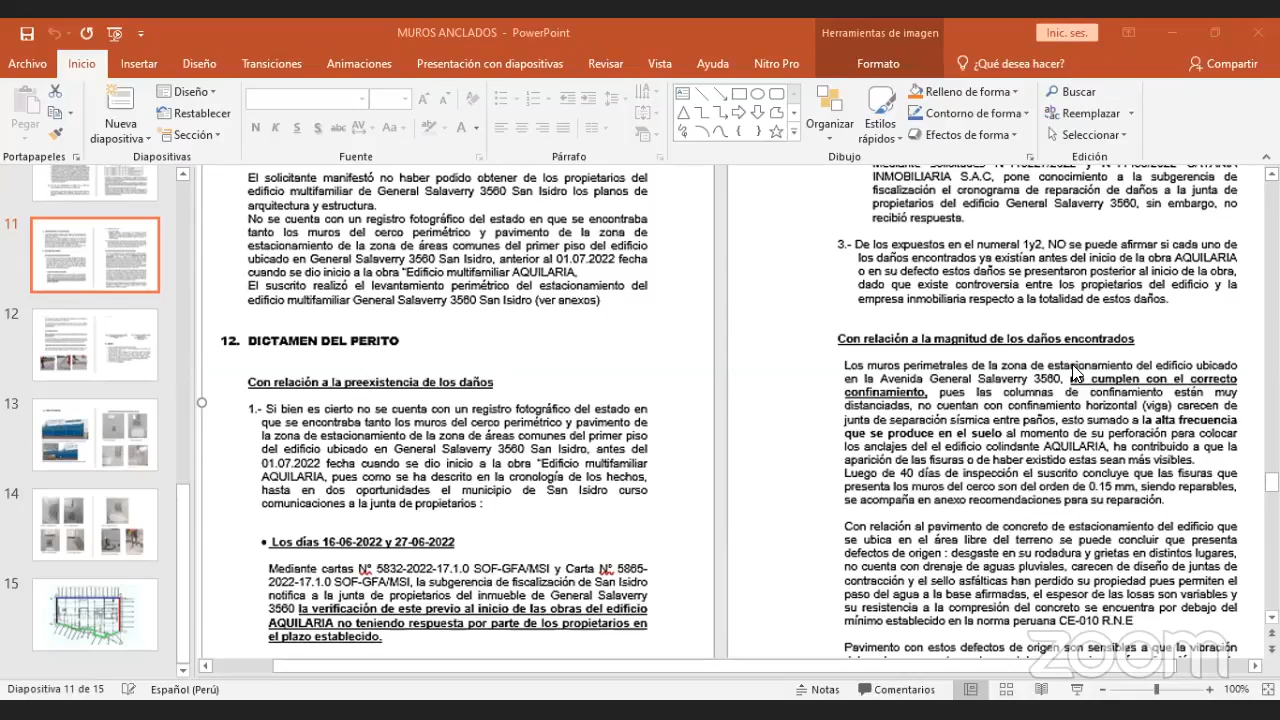 MUROS ANCLADOS - PowerPoint
Herramientas de imagen
Inic. ses.
Archivo Inicio Insertar Diseño Transiciones Animaciones Presentación con diapositivas Revisar Vista Ayuda Nitro Pro Formato ¿Qué desea hacer? Compartir
Pegar
Nueva diapositiva
Diseño
Restablecer
Sección
N K S S abc AV Aa A
Organizar
Estilos rápidos
Relleno de forma
Contorno de forma
Efectos de forma
Buscar
Reemplazar
Seleccionar
Portapapeles Diapositivas Fuente Párrafo Dibujo Edición
11
12
13
14
15
El solicitante manifestó no haber podido obtener de los propietarios del
edificio multifamiliar de General Salaverry 3560 San Isidro los planos de
arquitectura y estructura.
No se cuenta con un registro fotográfico del estado en que se encontraba
tanto los muros del cerco perimétrico y pavimento de la zona de
estacionamiento de la zona de áreas comunes del primer piso del edificio
ubicado en General Salaverry 3560 San Isidro, anterior al 01.07.2022 fecha
cuando se dio inicio a la obra “Edificio multifamiliar AQUILARIA,
El suscrito realizó el levantamiento perimétrico del estacionamiento del
edificio multifamiliar General Salaverry 3560 San Isidro (ver anexos)
12. DICTAMEN DEL PERITO
Con relación a la preexistencia de los daños
1.- Si bien es cierto no se cuenta con un registro fotográfico del estado en
que se encontraba tanto los muros del cerco perimétrico y pavimento de
la zona de estacionamiento de la zona de áreas comunes del primer piso
del edificio ubicado en General Salaverry 3560 San Isidro, antes del
01.07.2022 fecha cuando se dio inicio a la obra “Edificio multifamiliar
AQUILARIA, pues como se ha descrito en la cronología de los hechos,
hasta en dos oportunidades el municipio de San Isidro curso
comunicaciones a la junta de propietarios :
• Los días 16-06-2022 y 27-06-2022
Mediante cartas N° 5832-2022-17.1.0 SOF-GFA/MSI y Carta N° 5865-
2022-17.1.0 SOF-GFA/MSI, la subgerencia de fiscalización de San Isidro
notifica a la junta de propietarios del inmueble de General Salaverry
3560 la verificación de este previo al inicio de las obras del edificio
AQUILARIA no teniendo respuesta por parte de los propietarios en
el plazo establecido.
INMOBILIARIA S.A.C, pone conocimiento a la subgerencia de
fiscalización el cronograma de reparación de daños a la junta de
propietarios del edificio General Salaverry 3560, sin embargo, no
recibió respuesta.
3.- De los expuestos en el numeral 1y2, NO se puede afirmar si cada uno de
los daños encontrados ya existían antes del inicio de la obra AQUILARIA
o en su defecto estos daños se presentaron posterior al inicio de la obra,
dado que existe controversia entre los propietarios del edificio y la
empresa inmobiliaria respecto a la totalidad de estos daños.
Con relación a la magnitud de los daños encontrados
Los muros perimetrales de la zona de estacionamiento del edificio ubicado
en la Avenida General Salaverry 3560, cumplen con el correcto
confinamiento, pues las columnas de confinamiento están muy
distanciadas, no cuentan con confinamiento horizontal (viga) carecen de
junta de separación sísmica entre paños, esto sumado a la alta frecuencia
que se produce en el suelo al momento de su perforación para colocar
los anclajes del el edificio colindante AQUILARIA, ha contribuido a que la
aparición de las fisuras o de haber existido estas sean más visibles.
Luego de 40 días de inspección el suscrito concluye que las fisuras que
presenta los muros del cerco son del orden de 0.15 mm, siendo reparables,
se acompaña en anexo recomendaciones para su reparación.
Con relación al pavimento de concreto de estacionamiento del edificio que
se ubica en el área libre del terreno se puede concluir que presenta
defectos de origen : desgaste en su rodadura y grietas en distintos lugares,
no cuenta con drenaje de aguas pluviales, carecen de diseño de juntas de
contracción y el sello asfálticas han perdido su propiedad pues permiten el
paso del agua a la base afirmadas, el espesor de las losas son variables y
su resistencia a la compresión del concreto se encuentra por debajo del
mínimo establecido en la norma peruana CE-010 R.N.E
Pavimento con estos defectos de origen son sensibles a que la vibración
zoom
Diapositiva 11 de 15 Español (Perú) Notas Comentarios 100%